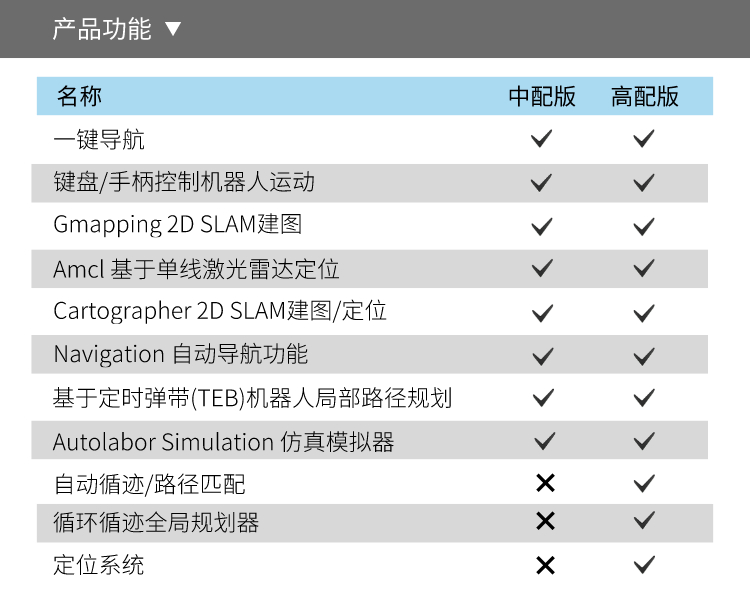 产品功能 ▼
名称 中配版 高配版
一键导航 ✓ ✓
键盘/手柄控制机器人运动 ✓ ✓
Gmapping 2D SLAM建图 ✓ ✓
Amcl 基于单线激光雷达定位 ✓ ✓
Cartographer 2D SLAM建图/定位 ✓ ✓
Navigation 自动导航功能 ✓ ✓
基于定时弹带(TEB)机器人局部路径规划 ✓ ✓
Autolabor Simulation 仿真模拟器 ✓ ✓
自动循迹/路径匹配 ✕ ✓
循环循迹全局规划器 ✕ ✓
定位系统 ✕ ✓